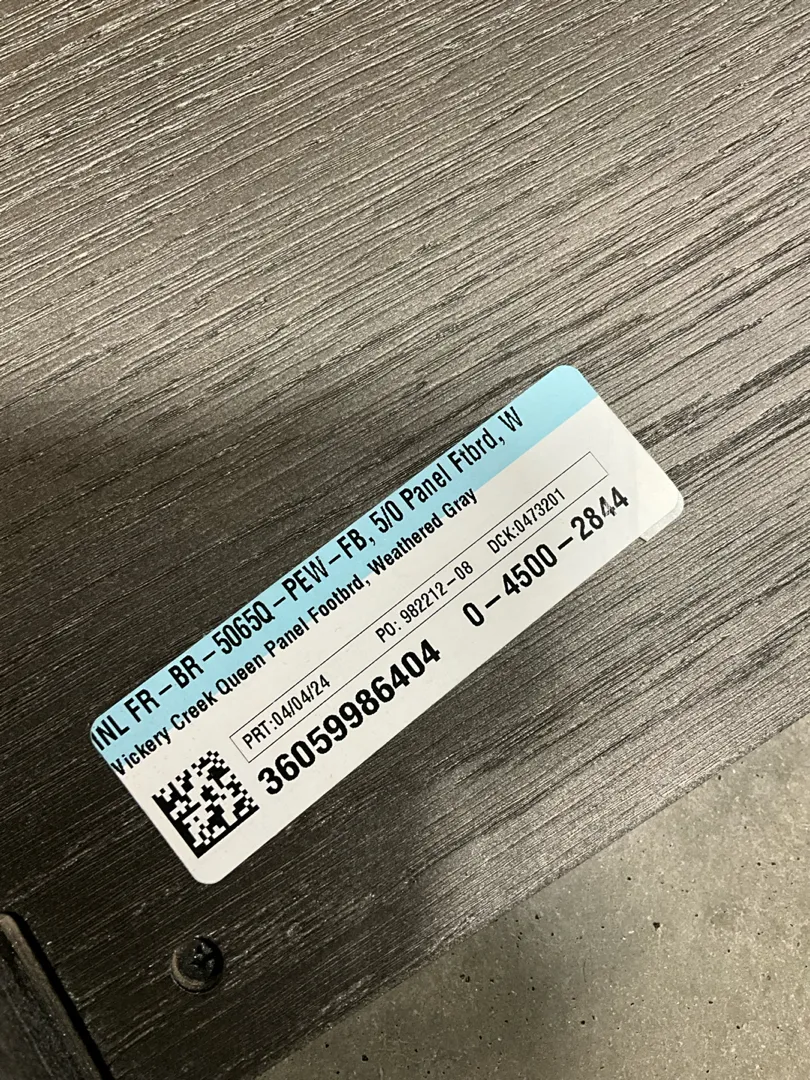 INL FR-BR-5065Q-PEW-FB, 5/0 Panel Ftbrd, W
Vickery Creek Queen Panel Footbrd, Weathered Gray
PRT:04/04/24 PO: 982212-08 DCK:0473201
36059986404 0-4500-2844